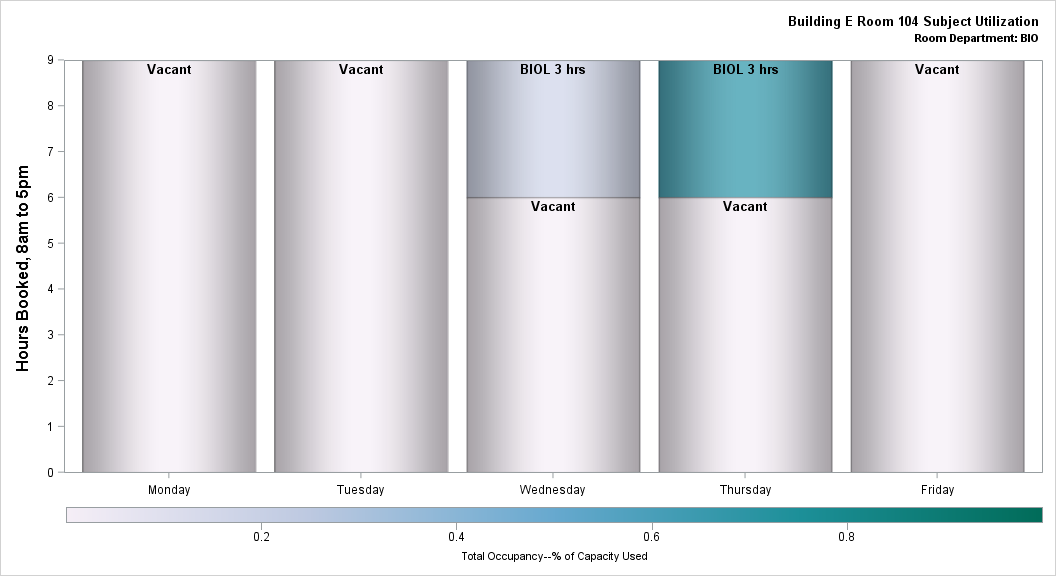 Building E Room 104 Subject Utilization
Room Department: BIO
Hours Booked, 8am to 5pm
9
8
7
6
5
4
3
2
1
0
Vacant
Vacant
BIOL 3 hrs
BIOL 3 hrs
Vacant
Vacant
Vacant
Monday
Tuesday
Wednesday
Thursday
Friday
0.2
0.4
0.6
0.8
Total Occupancy--% of Capacity Used